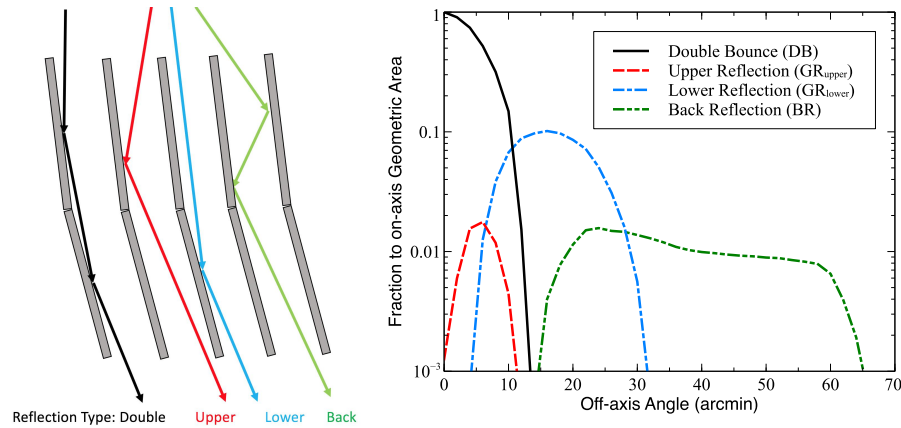 Reflection Type: Double Upper Lower Back
Fraction to on-axis Geometric Area
1
0.1
0.01
10⁻³
0 10 20 30 40 50 60 70
Off-axis Angle (arcmin)
Double Bounce (DB)
Upper Reflection (GRupper)
Lower Reflection (GRlower)
Back Reflection (BR)